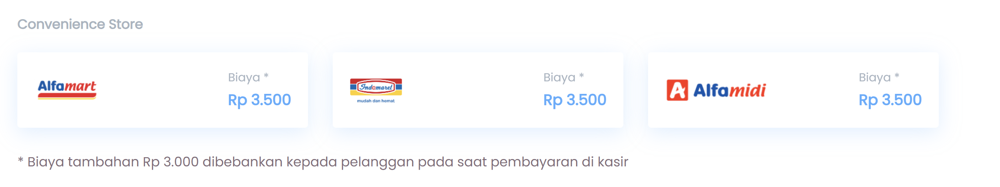 Convenience Store
Alfamart
Biaya *
Rp 3.500
Indomaret
mudah dan hemat
Biaya *
Rp 3.500
A Alfamidi
Biaya *
Rp 3.500
* Biaya tambahan Rp 3.000 dibebankan kepada pelanggan pada saat pembayaran di kasir